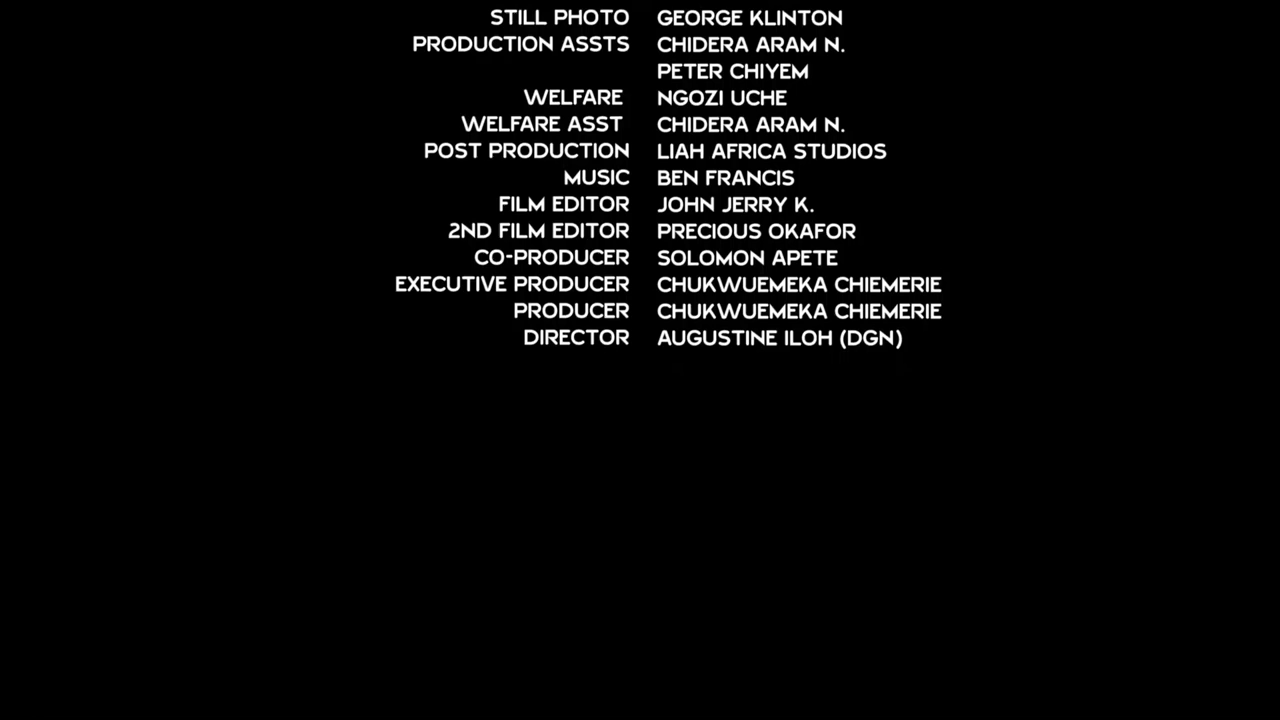 STILL PHOTO GEORGE KLINTON
PRODUCTION ASSTS CHIDERA ARAM N.
PETER CHIYEM
WELFARE NGOZI UCHE
WELFARE ASST CHIDERA ARAM N.
POST PRODUCTION LIAH AFRICA STUDIOS
MUSIC BEN FRANCIS
FILM EDITOR JOHN JERRY K.
2ND FILM EDITOR PRECIOUS OKAFOR
CO-PRODUCER SOLOMON APETE
EXECUTIVE PRODUCER CHUKWUEMEKA CHIEMERIE
PRODUCER CHUKWUEMEKA CHIEMERIE
DIRECTOR AUGUSTINE ILOH (DGN)